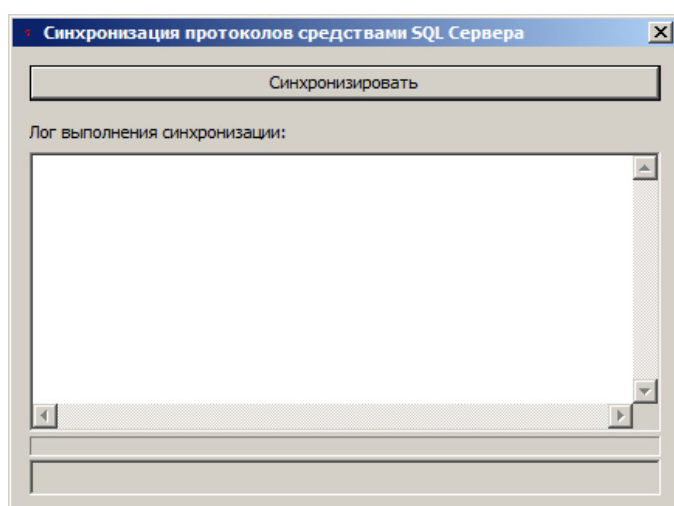 Синхронизация протоколов средствами SQL Сервера
Синхронизировать
Лог выполнения синхронизации: